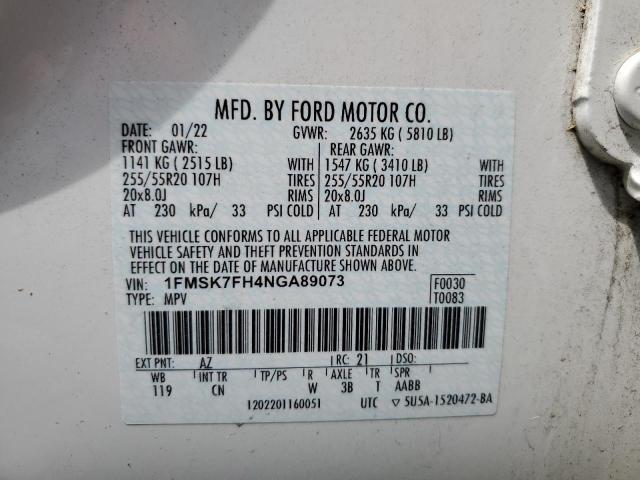 MFD. BY FORD MOTOR CO.
DATE: 01/22 GVWR: 2635 KG ( 5810 LB)
FRONT GAWR: REAR GAWR:
1141 KG ( 2515 LB) WITH 1547 KG ( 3410 LB) WITH
255/55R20 107H TIRES 255/55R20 107H TIRES
20x8.0J RIMS 20x8.0J RIMS
AT 230 kPa/ 33 PSI COLD AT 230 kPa/ 33 PSI COLD
THIS VEHICLE CONFORMS TO ALL APPLICABLE FEDERAL MOTOR
VEHICLE SAFETY AND THEFT PREVENTION STANDARDS IN
EFFECT ON THE DATE OF MANUFACTURE SHOWN ABOVE.
VIN: 1FMSK7FH4NGA89073 F0030
TYPE: MPV T0083
EXT PNT: AZ RC: 21 DSO:
WB INT TR TP/PS R AXLE TR SPR
119 CN W 3B T AABB
1202201160051 UTC ▽ 5U5A-1520472-BA